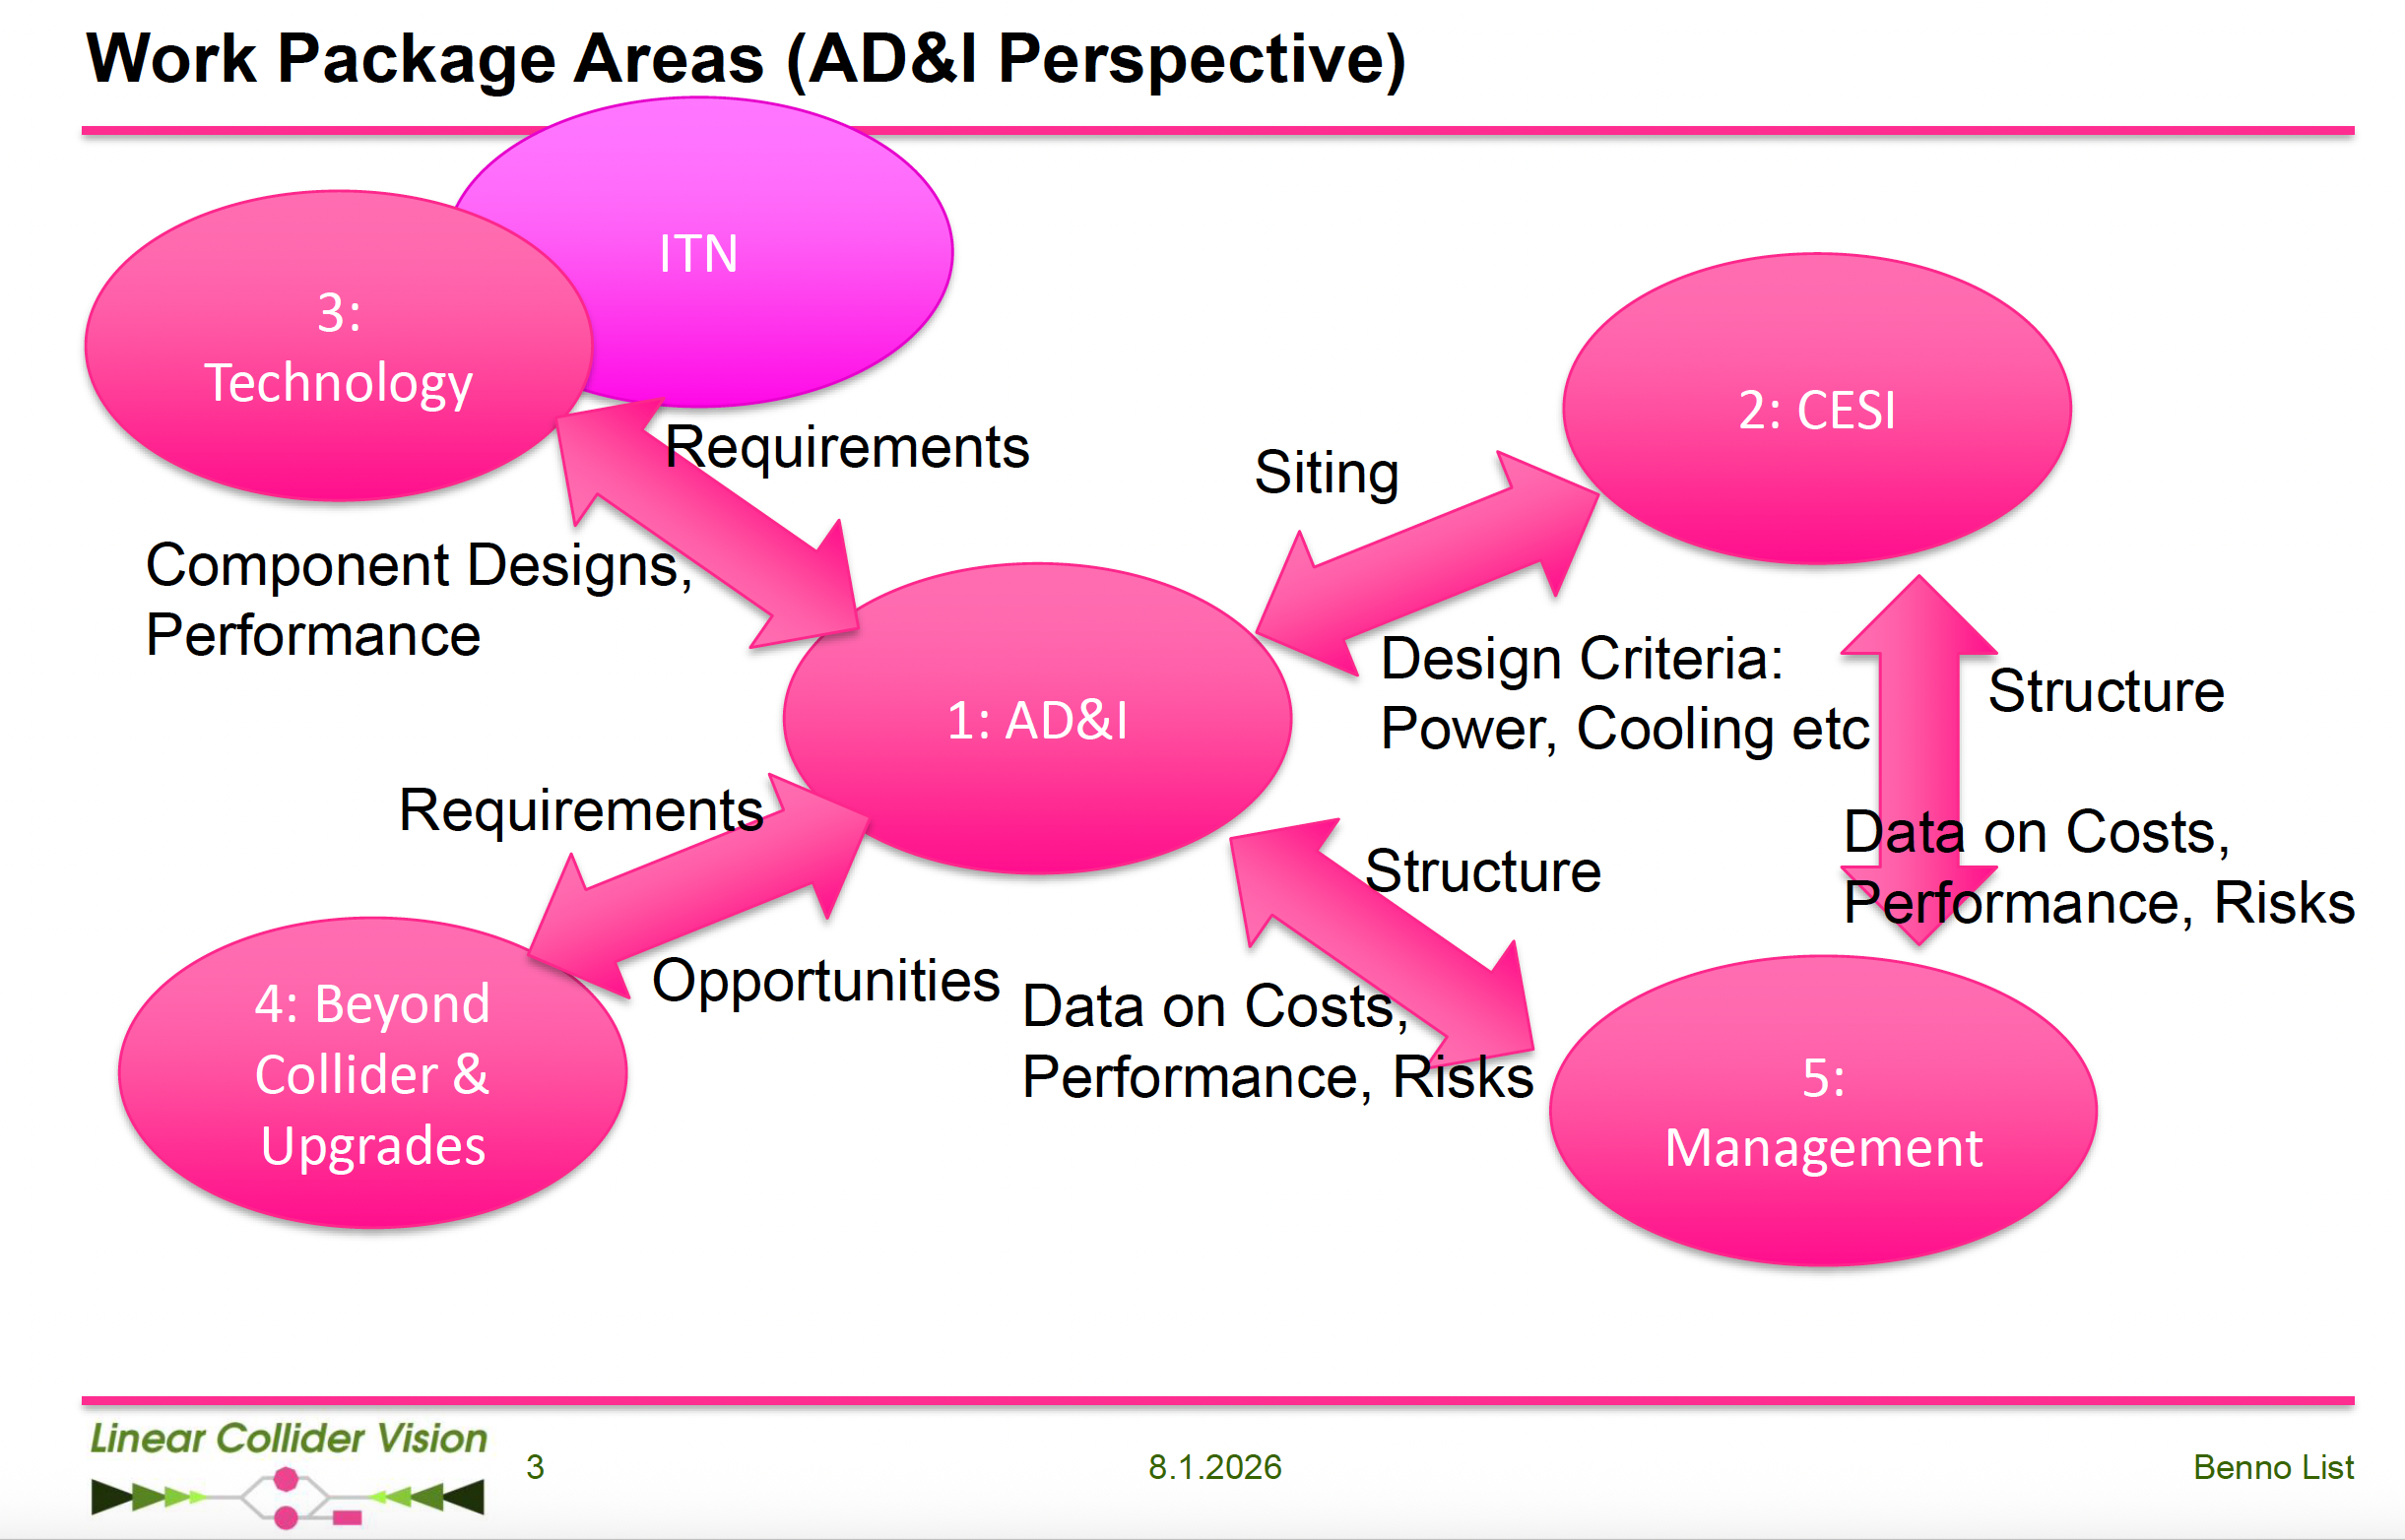 Work Package Areas (AD&I Perspective)
ITN
3:
Technology
2: CESI
Requirements
Siting
Component Designs,
Performance
Design Criteria:
Power, Cooling etc
Structure
1: AD&I
Requirements
Data on Costs,
Performance, Risks
Structure
Opportunities
Data on Costs,
Performance, Risks
4: Beyond
Collider &
Upgrades
5:
Management
Linear Collider Vision
3
8.1.2026
Benno List